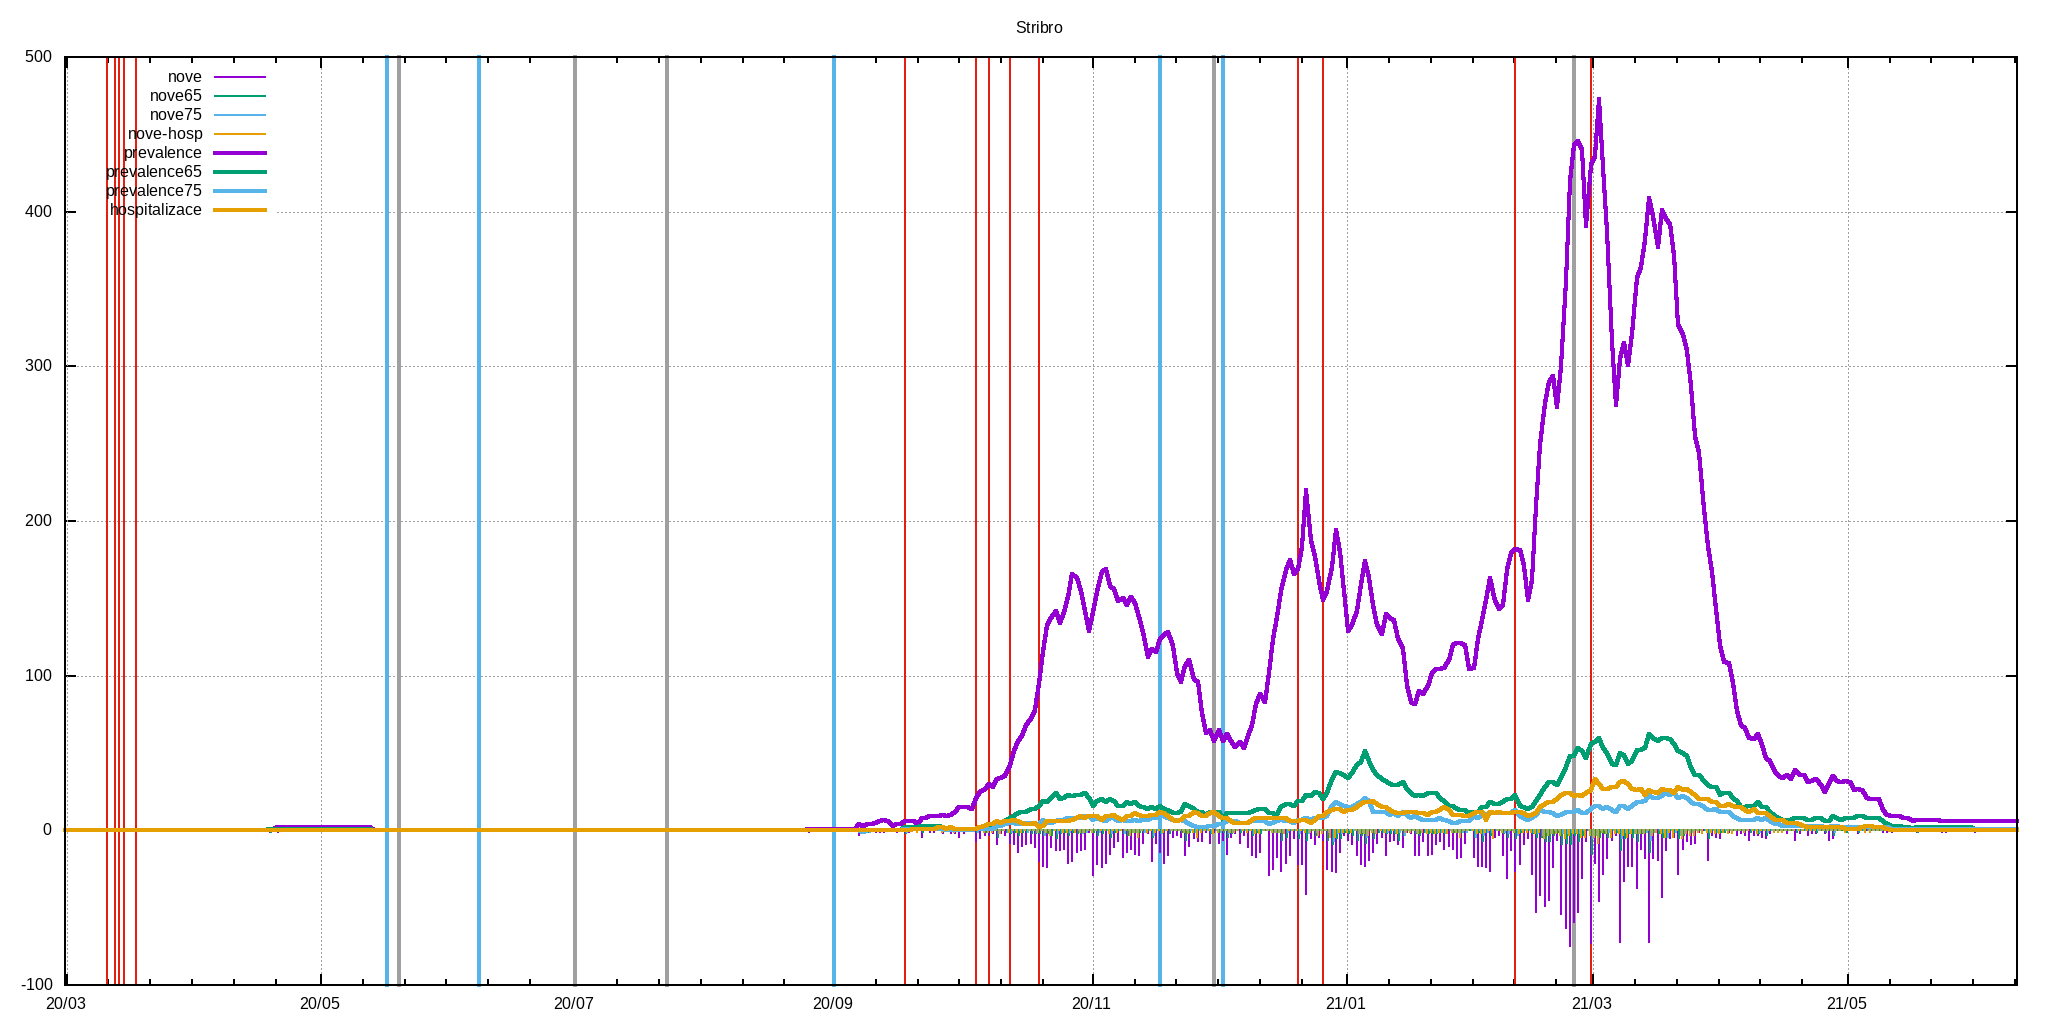 Stribro
500
nove
nove65
nove75
nove-hosp
prevalence
prevalence65
prevalence75
hospitalizace
400
300
200
100
0
-100
20/03 20/05 20/07 20/09 20/11 21/01 21/03 21/05